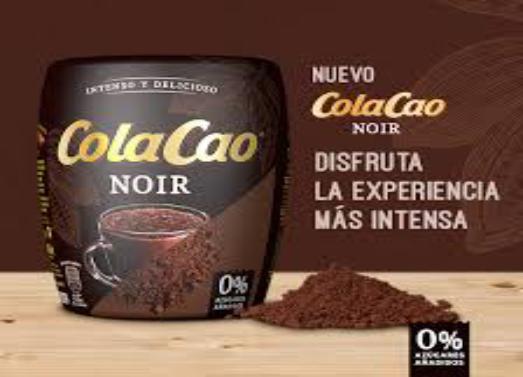 INTENSO Y DELICIOSO
ColaCao
NOIR
0%
AZÚCARES
AÑADIDOS
NUEVO
ColaCao
NOIR
DISFRUTA
LA EXPERIENCIA
MÁS INTENSA
0%
AZÚCARES
AÑADIDOS